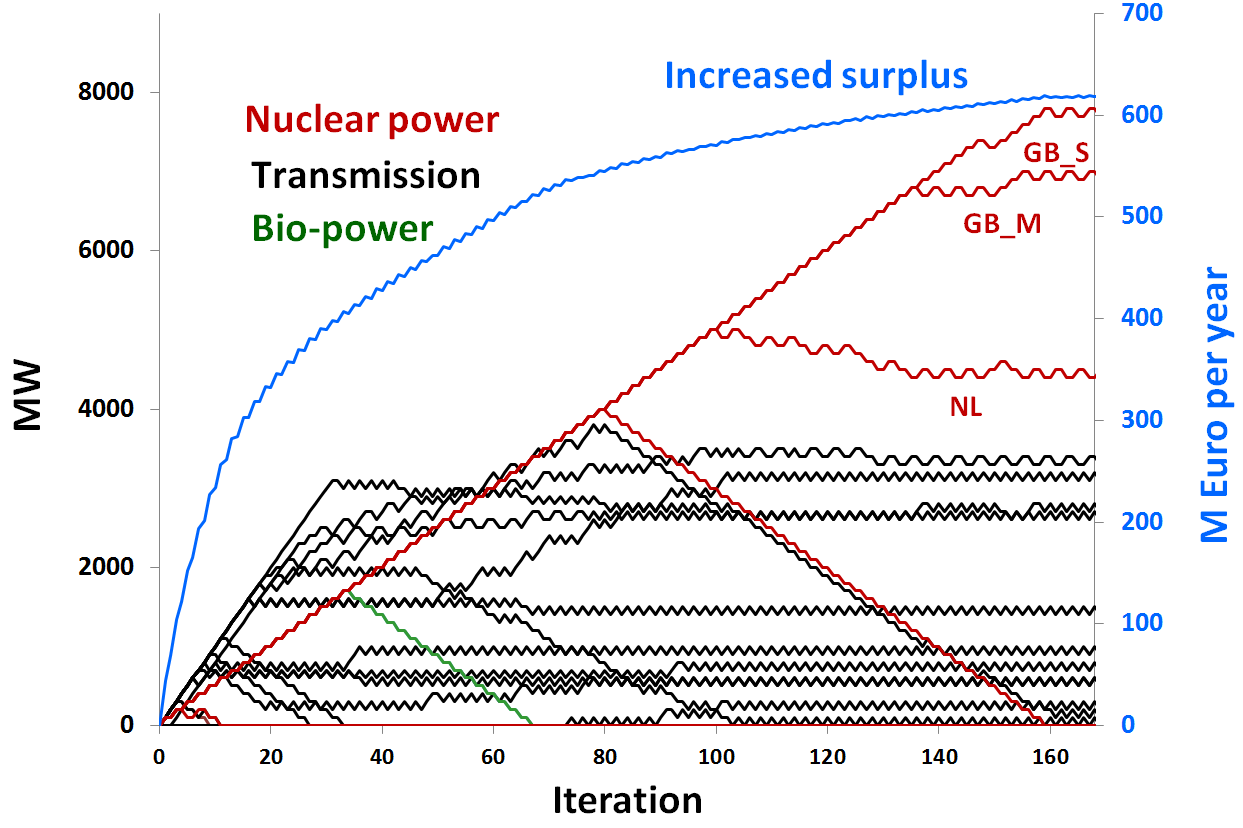 700
8000
Increased surplus
600
Nuclear power
GB_S
Transmission
500
GB_M
Bio-power
6000
400
MW
M Euro per year
4000
NL
300
200
2000
100
0
0
0
20
40
60
80
100
120
140
160
Iteration